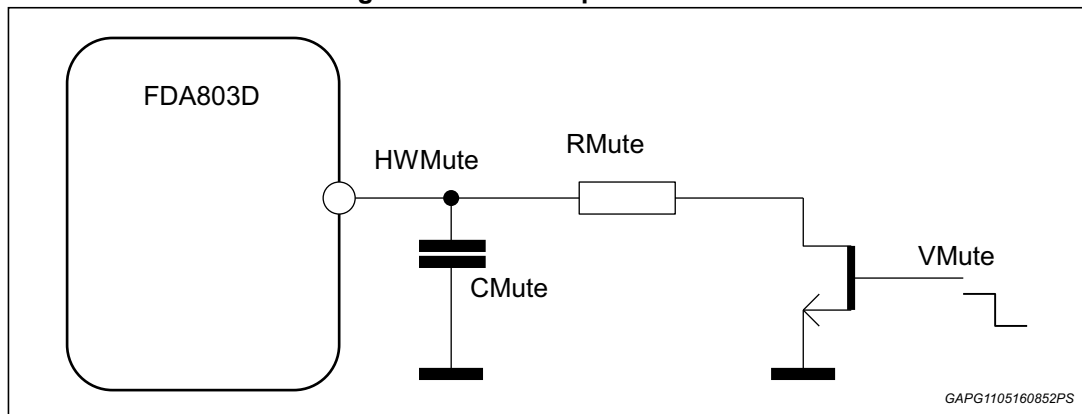 FDA803D
HWMute
RMute
CMute
VMute
GAPG1105160852PS